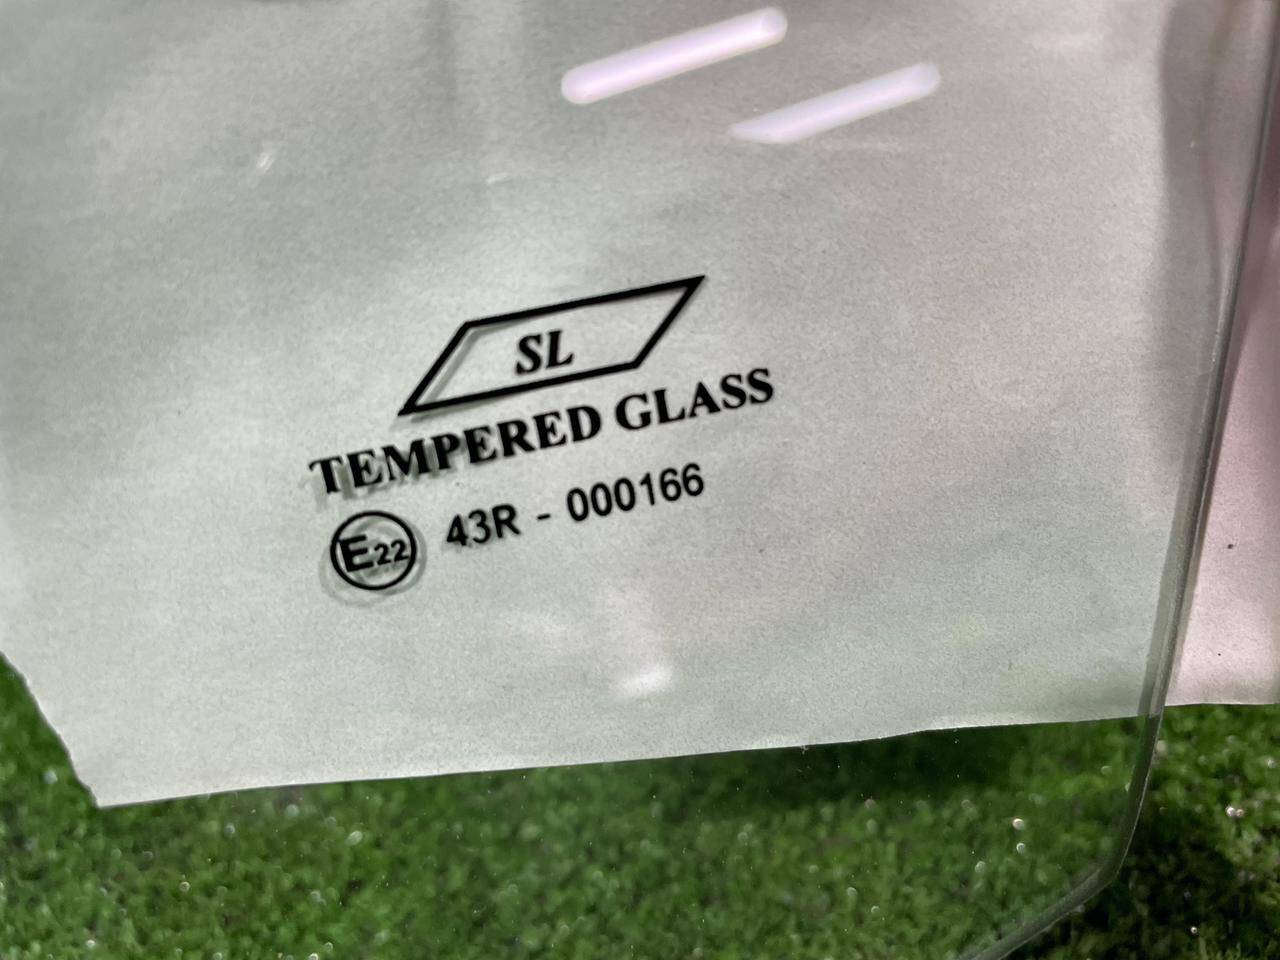 SL
TEMPERED GLASS
E22 43R - 000166